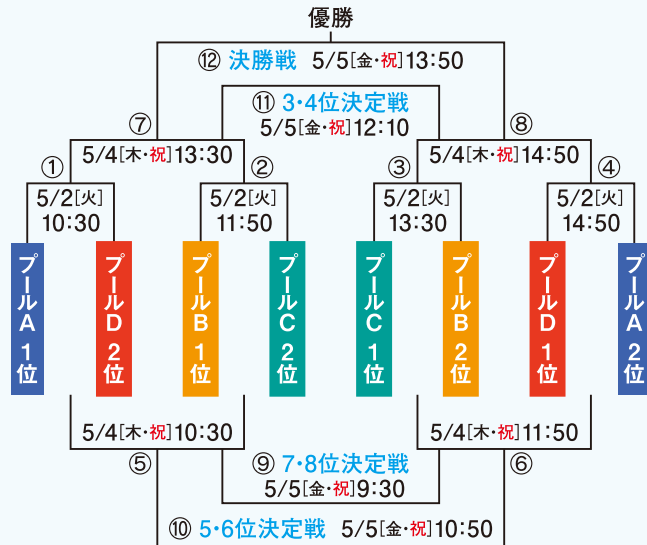 優勝
⑫ 決勝戦 5/5[金・祝]13:50
⑪ 3・4位決定戦
5/5[金・祝]12:10
⑦
⑧
5/4[木・祝]13:30
5/4[木・祝]14:50
①
②
③
④
5/2[火]
10:30
5/2[火]
11:50
5/2[火]
13:30
5/2[火]
14:50
プールA 1位
プールD 2位
プールB 1位
プールC 2位
プールC 1位
プールB 2位
プールD 1位
プールA 2位
5/4[木・祝]10:30
5/4[木・祝]11:50
⑤
⑥
⑨ 7・8位決定戦
5/5[金・祝]9:30
⑩ 5・6位決定戦 5/5[金・祝]10:50